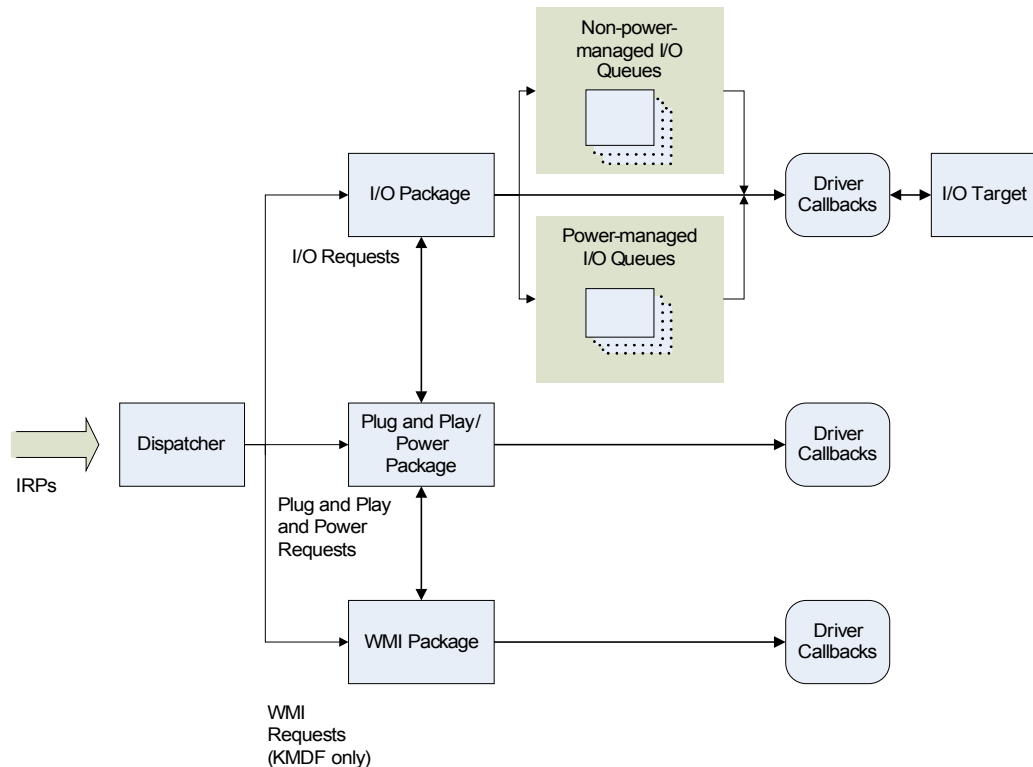 Non-power-
managed I/O
Queues
I/O Package
Driver
Callbacks
I/O Target
I/O Requests
Power-managed
I/O Queues
IRPs
Dispatcher
Plug and Play/
Power
Package
Driver
Callbacks
Plug and Play
and Power
Requests
WMI Package
Driver
Callbacks
WMI
Requests
(KMDF only)